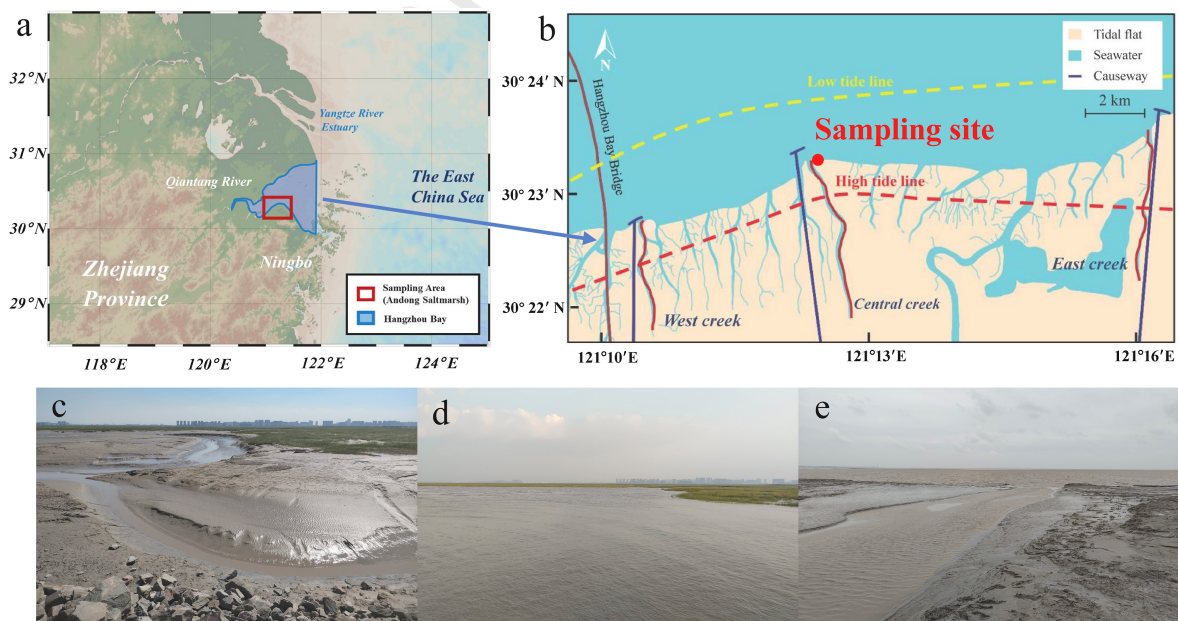 a
32°N
31°N
30°N
29°N
118°E
120°E
122°E
124°E
Yangtze River
Estuary
Qiantang River
The East
China Sea
Ningbo
Zhejiang
Province
Sampling Area
(Andong Saltmarsh)
Hangzhou Bay
b
N
30° 24′N
30° 23′N
30° 22′N
121°10′E
121°13′E
121°16′E
Hangzhou Bay Bridge
Low tide line
Sampling site
High tide line
West creek
Central creek
East creek
Tidal flat
Seawater
Causeway
2 km
c
d
e